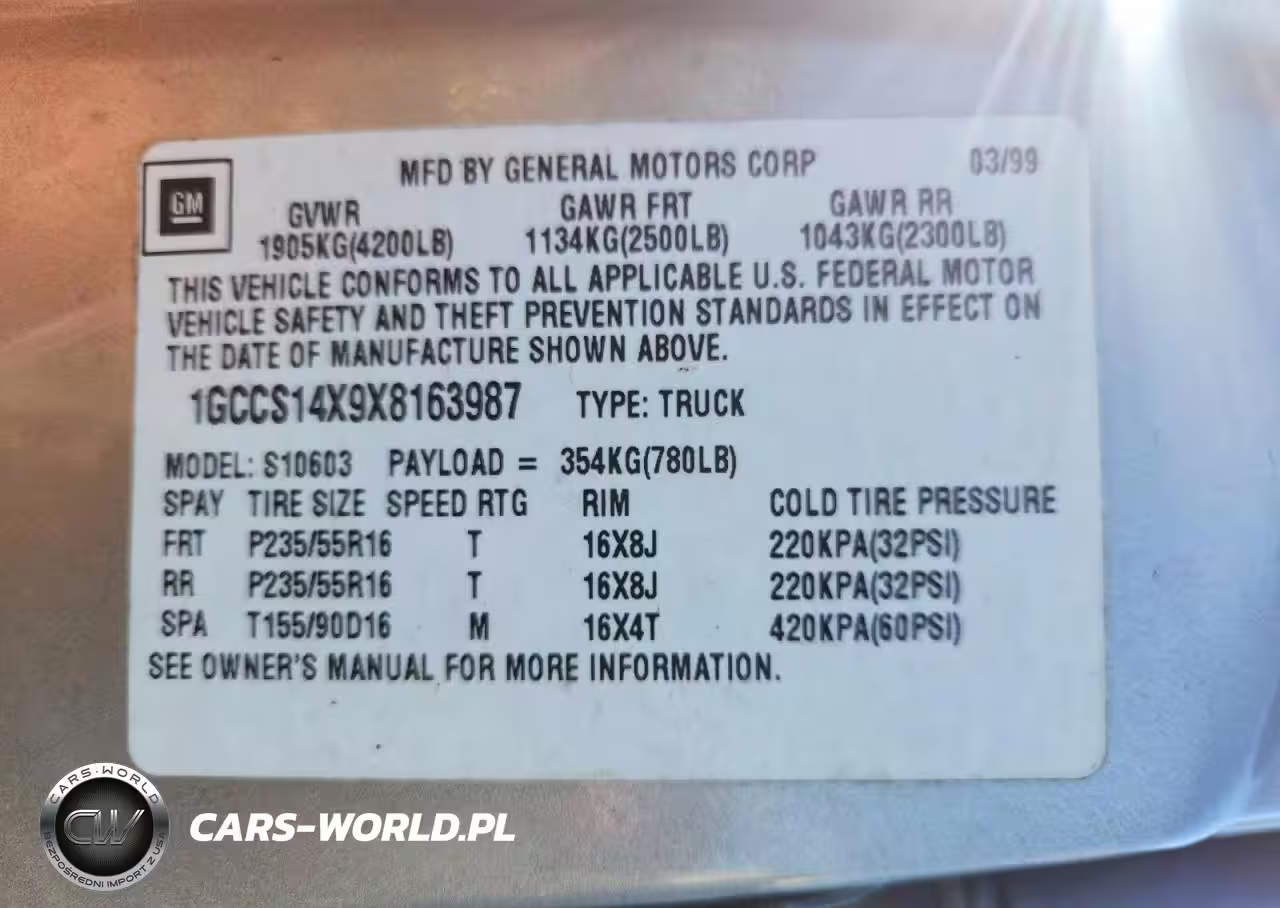 MFD BY GENERAL MOTORS CORP 03/99
GM
GVWR GAWR FRT GAWR RR
1905KG(4200LB) 1134KG(2500LB) 1043KG(2300LB)
THIS VEHICLE CONFORMS TO ALL APPLICABLE U.S. FEDERAL MOTOR
VEHICLE SAFETY AND THEFT PREVENTION STANDARDS IN EFFECT ON
THE DATE OF MANUFACTURE SHOWN ABOVE.
1GCCS14X9X8163987 TYPE: TRUCK
MODEL: S10603 PAYLOAD = 354KG(780LB)
SPAY TIRE SIZE SPEED RTG RIM COLD TIRE PRESSURE
FRT P235/55R16 T 16X8J 220KPA(32PSI)
RR P235/55R16 T 16X8J 220KPA(32PSI)
SPA T155/90D16 M 16X4T 420KPA(60PSI)
SEE OWNER'S MANUAL FOR MORE INFORMATION.
CARS-WORLD
CW
BEZPOŚREDNI IMPORT Z USA
CARS-WORLD.PL